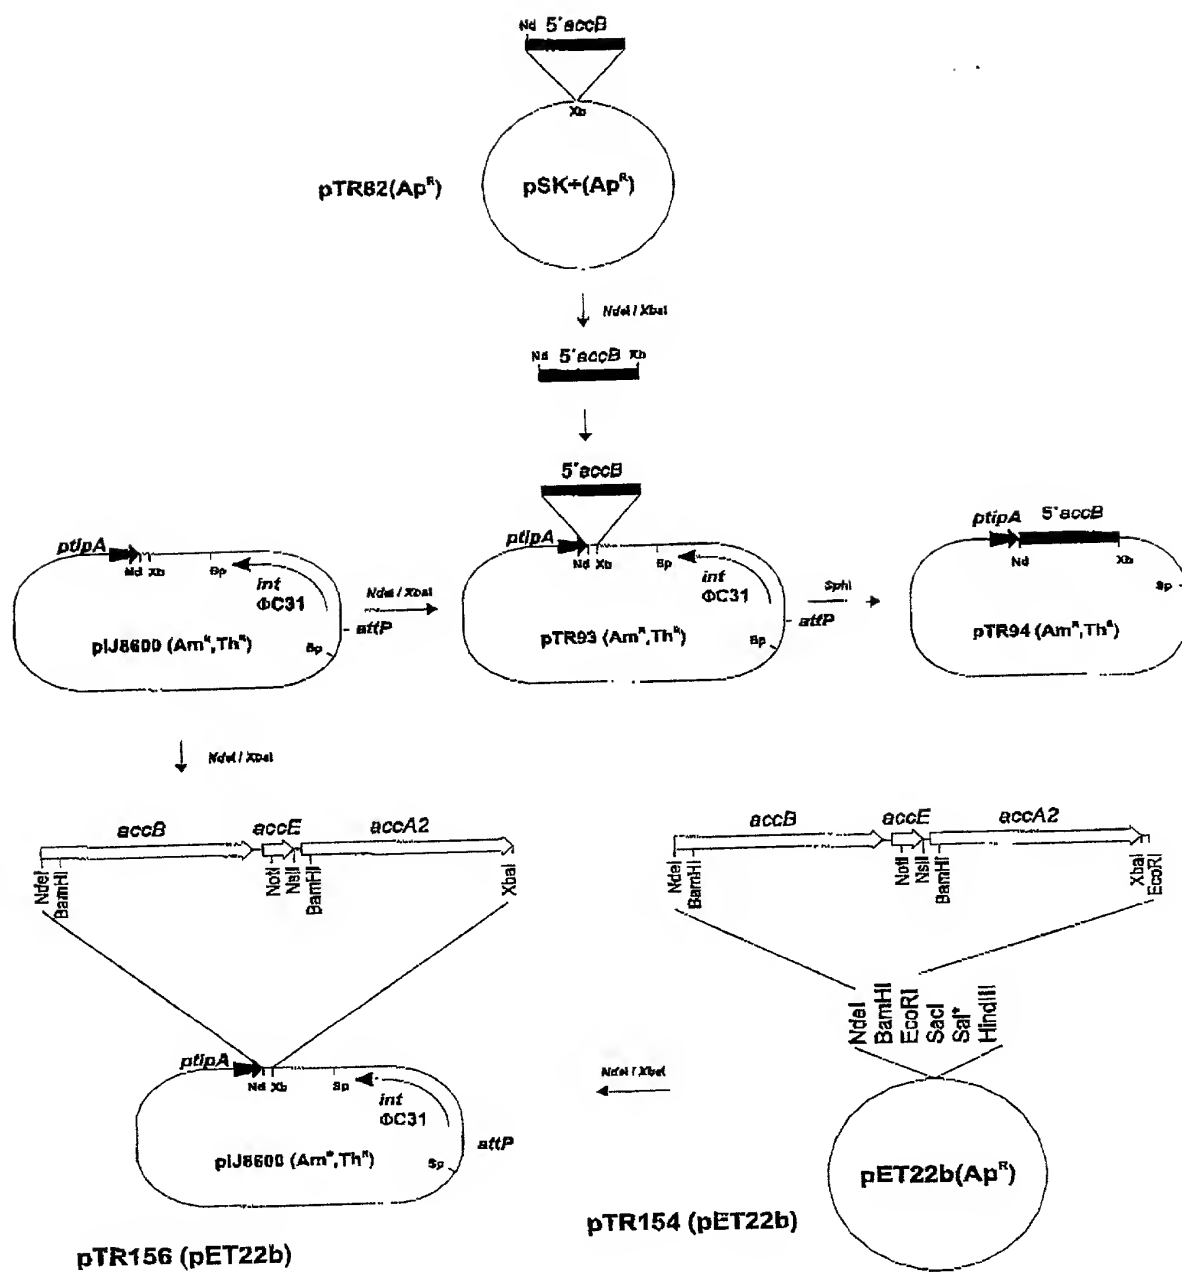 Nd 5'accB
Xb
pTR82(Ap^R)
pSK+(Ap^R)
NdeI / XbaI
Nd 5'accB Xb
5'accB
ptipA
Nd Xb
Sp
int
ΦC31
attP
Sp
pIJ8600 (Am^R,Th^R)
NdeI / XbaI
ptipA
Nd Xb
Sp
int
ΦC31
attP
Sp
pTR93 (Am^R,Th^R)
SphI
ptipA 5'accB
Nd
Xb
Sp
pTR94 (Am^R,Th^R)
NdeI / XbaI
accB accE accA2
NdeI
BamHI
NotI
NsiI
BamHI
XbaI
accB accE accA2
NdeI
BamHI
NotI
NsiI
BamHI
XbaI
EcoRI
NdeI
BamHI
EcoRI
SacI
Sal*
HindIII
ptipA
Nd Xb
Sp
int
ΦC31
attP
Sp
pIJ8600 (Am^R,Th^R)
NdeI / XbaI
pET22b(Ap^R)
pTR154 (pET22b)
pTR156 (pET22b)